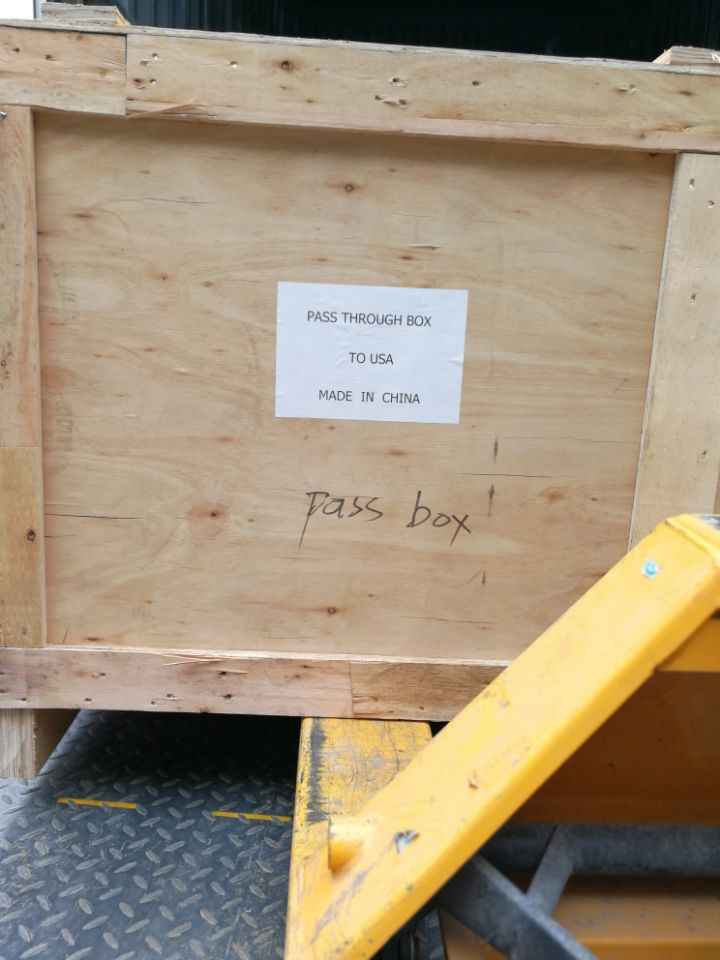 PASS THROUGH BOX
TO USA
MADE IN CHINA
pass box